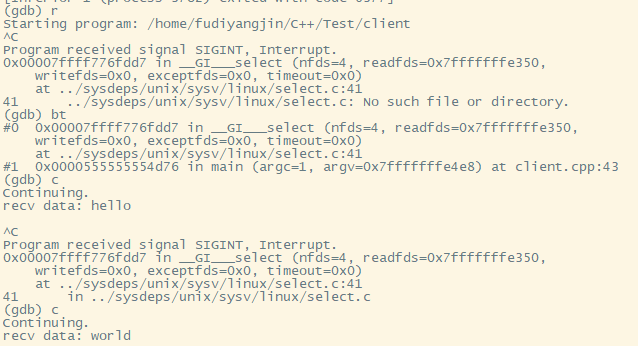 (gdb) r
Starting program: /home/fudiyangjin/C++/Test/client
^C
Program received signal SIGINT, Interrupt.
0x00007ffff776fdd7 in __GI___select (nfds=4, readfds=0x7fffffffe350,
    writefds=0x0, exceptfds=0x0, timeout=0x0)
    at ../sysdeps/unix/sysv/linux/select.c:41
41      ../sysdeps/unix/sysv/linux/select.c: No such file or directory.
(gdb) bt
#0  0x00007ffff776fdd7 in __GI___select (nfds=4, readfds=0x7fffffffe350,
    writefds=0x0, exceptfds=0x0, timeout=0x0)
    at ../sysdeps/unix/sysv/linux/select.c:41
#1  0x0000555555554d76 in main (argc=1, argv=0x7fffffffe4e8) at client.cpp:43
(gdb) c
Continuing.
recv data: hello

^C
Program received signal SIGINT, Interrupt.
0x00007ffff776fdd7 in __GI___select (nfds=4, readfds=0x7fffffffe350,
    writefds=0x0, exceptfds=0x0, timeout=0x0)
    at ../sysdeps/unix/sysv/linux/select.c:41
41      in ../sysdeps/unix/sysv/linux/select.c
(gdb) c
Continuing.
recv data: world